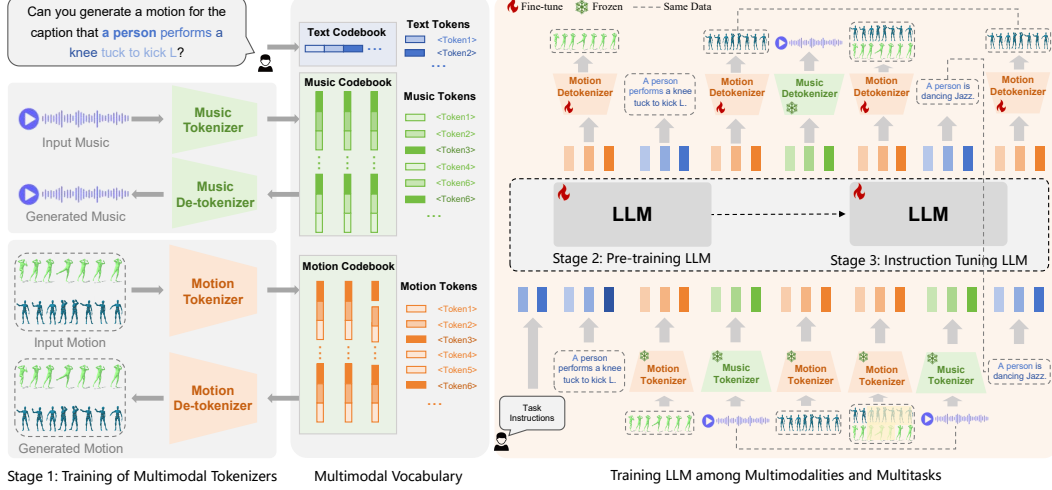 Can you generate a motion for the
caption that a person performs a
knee tuck to kick L?
Input Music
Music
Tokenizer
Generated Music
Music
De-tokenizer
Input Motion
Motion
Tokenizer
Generated Motion
Motion
De-tokenizer
Stage 1: Training of Multimodal Tokenizers
Text Codebook
...
Text Tokens
<Token1>
<Token2>
...
Music Codebook
Music Tokens
<Token1>
<Token2>
<Token3>
<Token4>
<Token6>
<Token6>
...
Motion Codebook
Motion Tokens
<Token1>
<Token2>
<Token3>
<Token4>
<Token5>
<Token6>
...
Multimodal Vocabulary
Fine-tune
Frozen
Same Data
Motion
Detokenizer
A person
performs a knee
tuck to kick L.
Motion
Detokenizer
Music
Detokenizer
Motion
Detokenizer
A person is
dancing Jazz.
Motion
Detokenizer
LLM
Stage 2: Pre-training LLM
LLM
Stage 3: Instruction Tuning LLM
A person
performs a knee
tuck to kick L.
Motion
Tokenizer
Music
Tokenizer
Motion
Tokenizer
Motion
Tokenizer
Music
Tokenizer
A person is
dancing Jazz.
Task
Instructions
Training LLM among Multimodalities and Multitasks